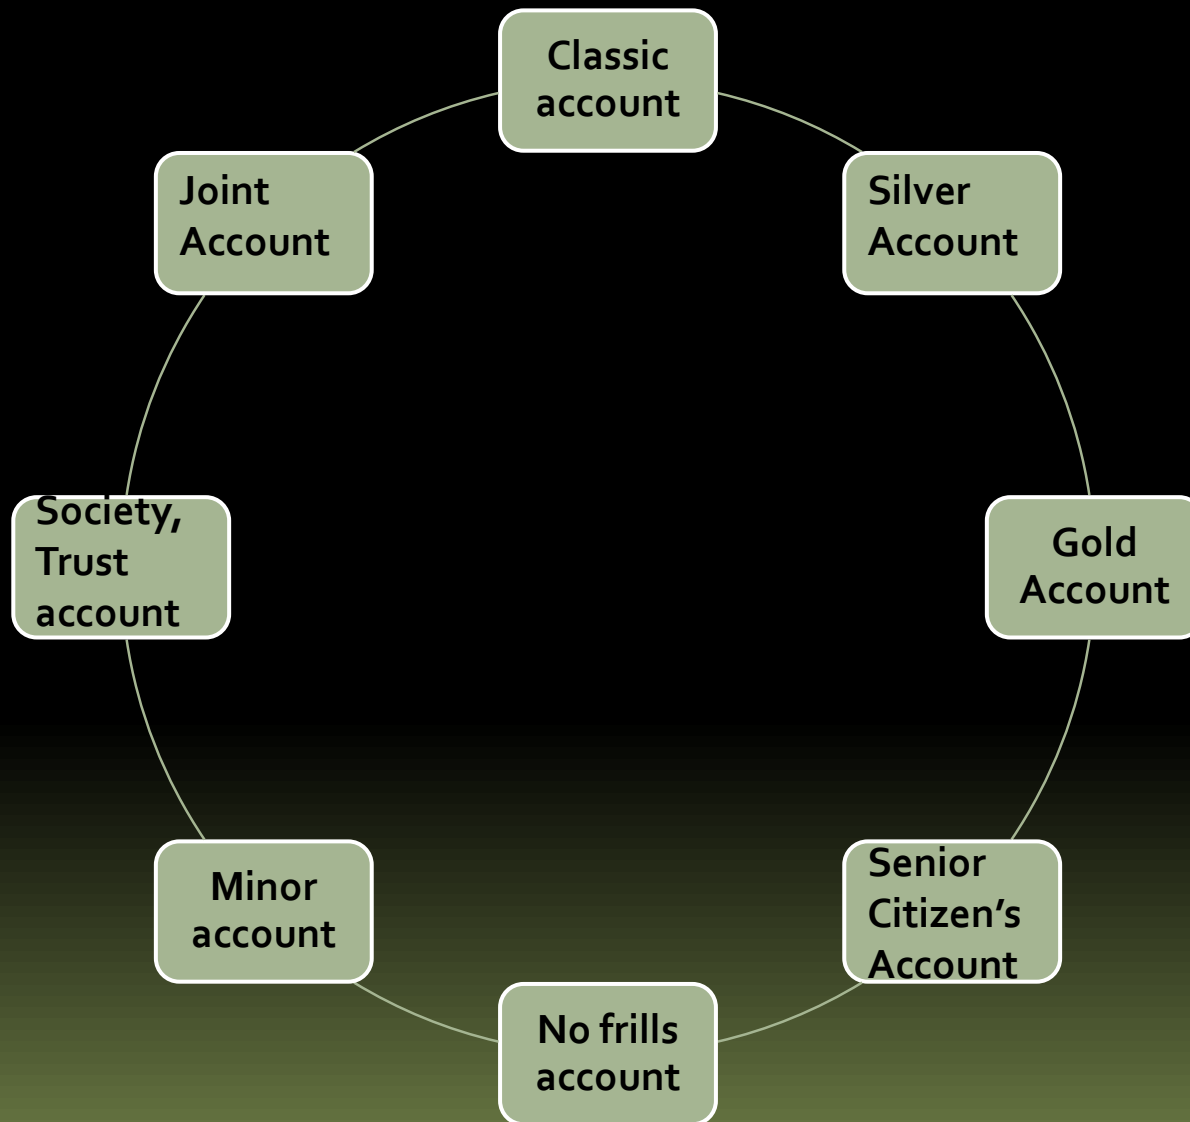 Classic
account
Silver
Account
Gold
Account
Senior
Citizen’s
Account
No frills
account
Minor
account
Society,
Trust
account
Joint
Account